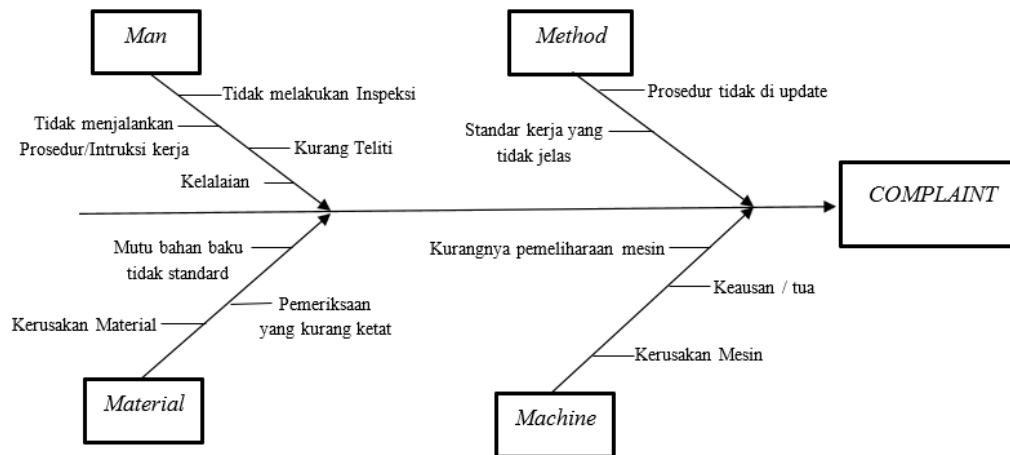 Man
Method
Tidak melakukan Inspeksi
Prosedur tidak di update
Tidak menjalankan
Prosedur/Intruksi kerja
Standar kerja yang
tidak jelas
Kurang Teliti
Kelalaian
COMPLAINT
Mutu bahan baku
tidak standard
Kurangnya pemeliharaan mesin
Keausan / tua
Pemeriksaan
yang kurang ketat
Kerusakan Material
Kerusakan Mesin
Material
Machine